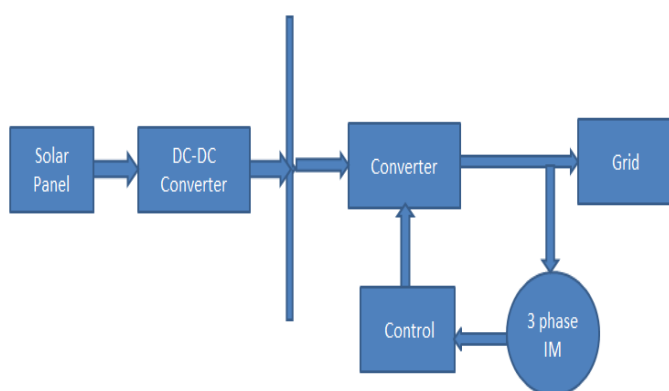 Solar
Panel
DC-DC
Converter
Converter
Grid
Control
3 phase
IM